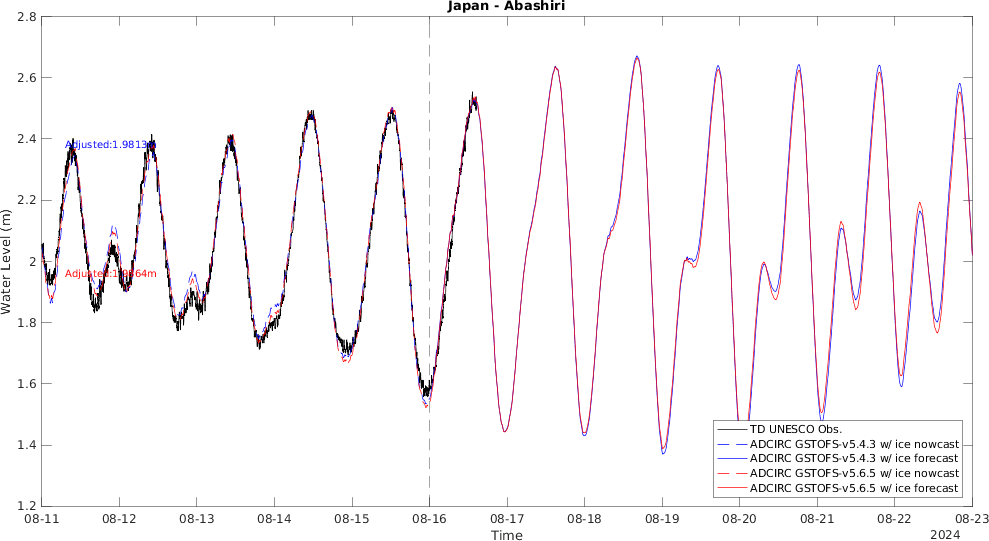 Japan - Abashiri
2.8
2.6
2.4
2.2
2
1.8
1.6
1.4
1.2
Water Level (m)
Adjusted:1.9813
08-11
08-12
08-13
08-14
08-15
08-16
08-17
08-18
08-19
08-20
08-21
08-22
08-23
Time
2024
TD UNESCO Obs.
ADCIRC GSTOFS-v5.4.3 w/ ice nowcast
ADCIRC GSTOFS-v5.4.3 w/ ice forecast
ADCIRC GSTOFS-v5.6.5 w/ ice nowcast
ADCIRC GSTOFS-v5.6.5 w/ ice forecast